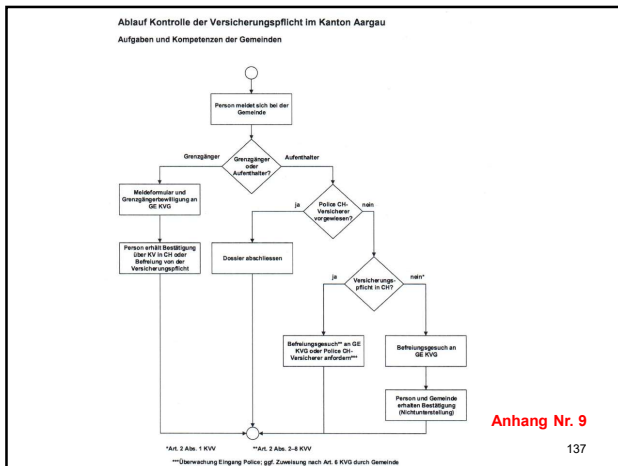 Ablauf Kontrolle der Versicherungspflicht im Kanton Aargau
Aufgaben und Kompetenzen der Gemeinden
Person meldet sich bei der
Gemeinde
Grenzgänger
Grenzgänger
oder
Aufenthalter?
Aufenthalter
Meldeformular und
Grenzgängerbewilligung an
GE KVG
ja
Police CH-
Versicherer
vorgewiesen?
nein
Person erhält Bestätigung
über KV in CH oder
Befreiung von der
Versicherungspflicht
Dossier abschliessen
ja
Versicherungs-
pflicht in CH?
nein*
Befreiungsgesuch** an GE
KVG oder Police CH-
Versicherer anfordern***
Befreiungsgesuch an
GE KVG
Person und Gemeinde
erhalten Bestätigung
(Nichtunterstellung)
Anhang Nr. 9
*Art. 2 Abs. 1 KVV
**Art. 2 Abs. 2–8 KVV
137
***Überwachung Eingang Police; ggf. Zuweisung nach Art. 6 KVG durch Gemeinde